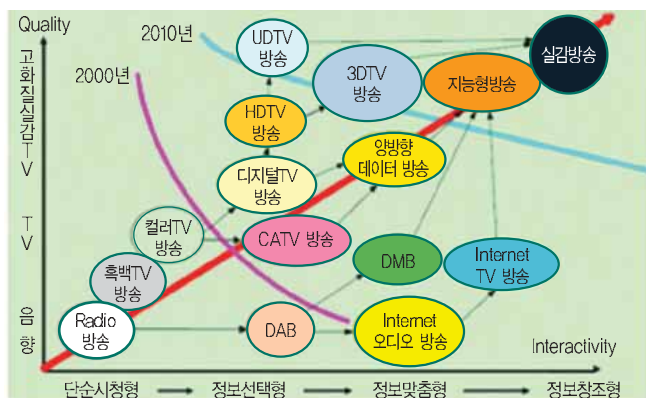 Quality
2010년
2000년
고화질실감TV
TV
음향
UDTV
방송
3DTV
방송
지능형방송
실감방송
HDTV
방송
양방향
데이터 방송
디지털TV
방송
컬러TV
방송
CATV 방송
흑백TV
방송
DMB
Internet
TV 방송
Radio
방송
DAB
Internet
오디오 방송
Interactivity
단순시청형
정보선택형
정보맞춤형
정보창조형